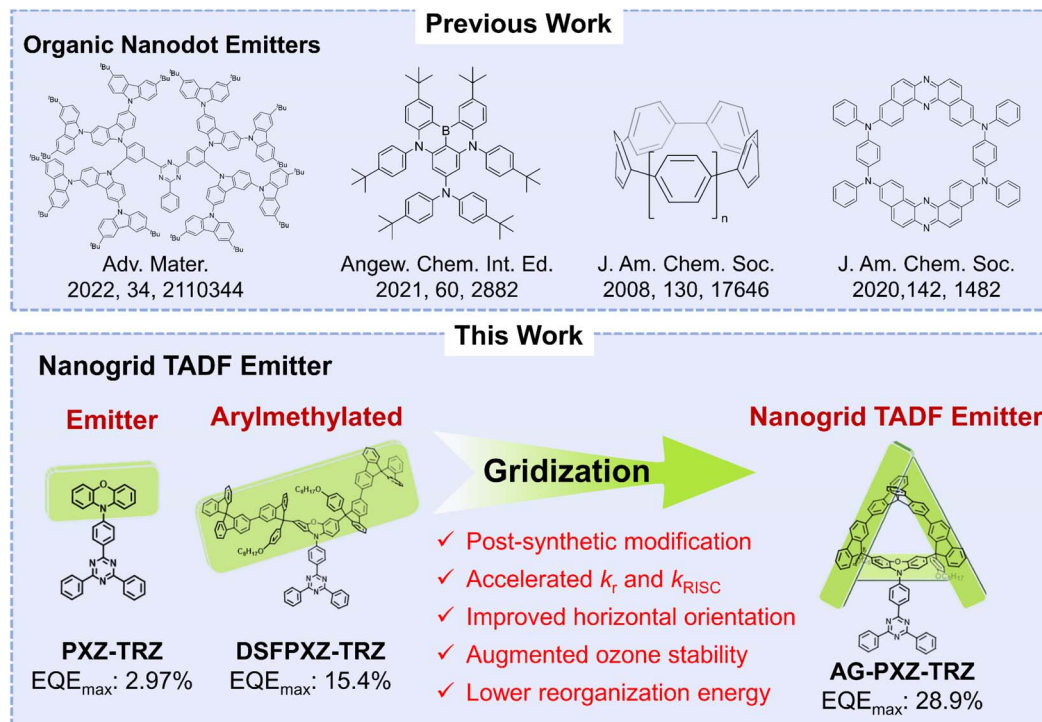 Previous Work
Organic Nanodot Emitters
Adv. Mater.
2022, 34, 2110344
Angew. Chem. Int. Ed.
2021, 60, 2882
J. Am. Chem. Soc.
2008, 130, 17646
J. Am. Chem. Soc.
2020,142, 1482
This Work
Nanogrid TADF Emitter
Emitter
Arylmethylated
Gridization
Nanogrid TADF Emitter
✓ Post-synthetic modification
✓ Accelerated kr and kRISC
✓ Improved horizontal orientation
✓ Augmented ozone stability
✓ Lower reorganization energy
PXZ-TRZ
EQEmax: 2.97%
DSFPXZ-TRZ
EQEmax: 15.4%
AG-PXZ-TRZ
EQEmax: 28.9%